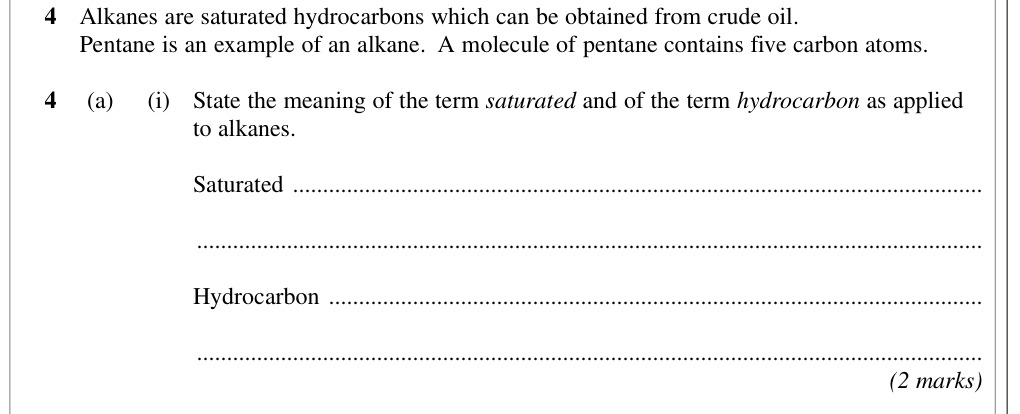 4 Alkanes are saturated hydrocarbons which can be obtained from crude oil.
Pentane is an example of an alkane. A molecule of pentane contains five carbon atoms.
4 (a) (i) State the meaning of the term saturated and of the term hydrocarbon as applied
to alkanes.
Saturated ....................................................................................................................
....................................................................................................................................
Hydrocarbon ..............................................................................................................
....................................................................................................................................
(2 marks)